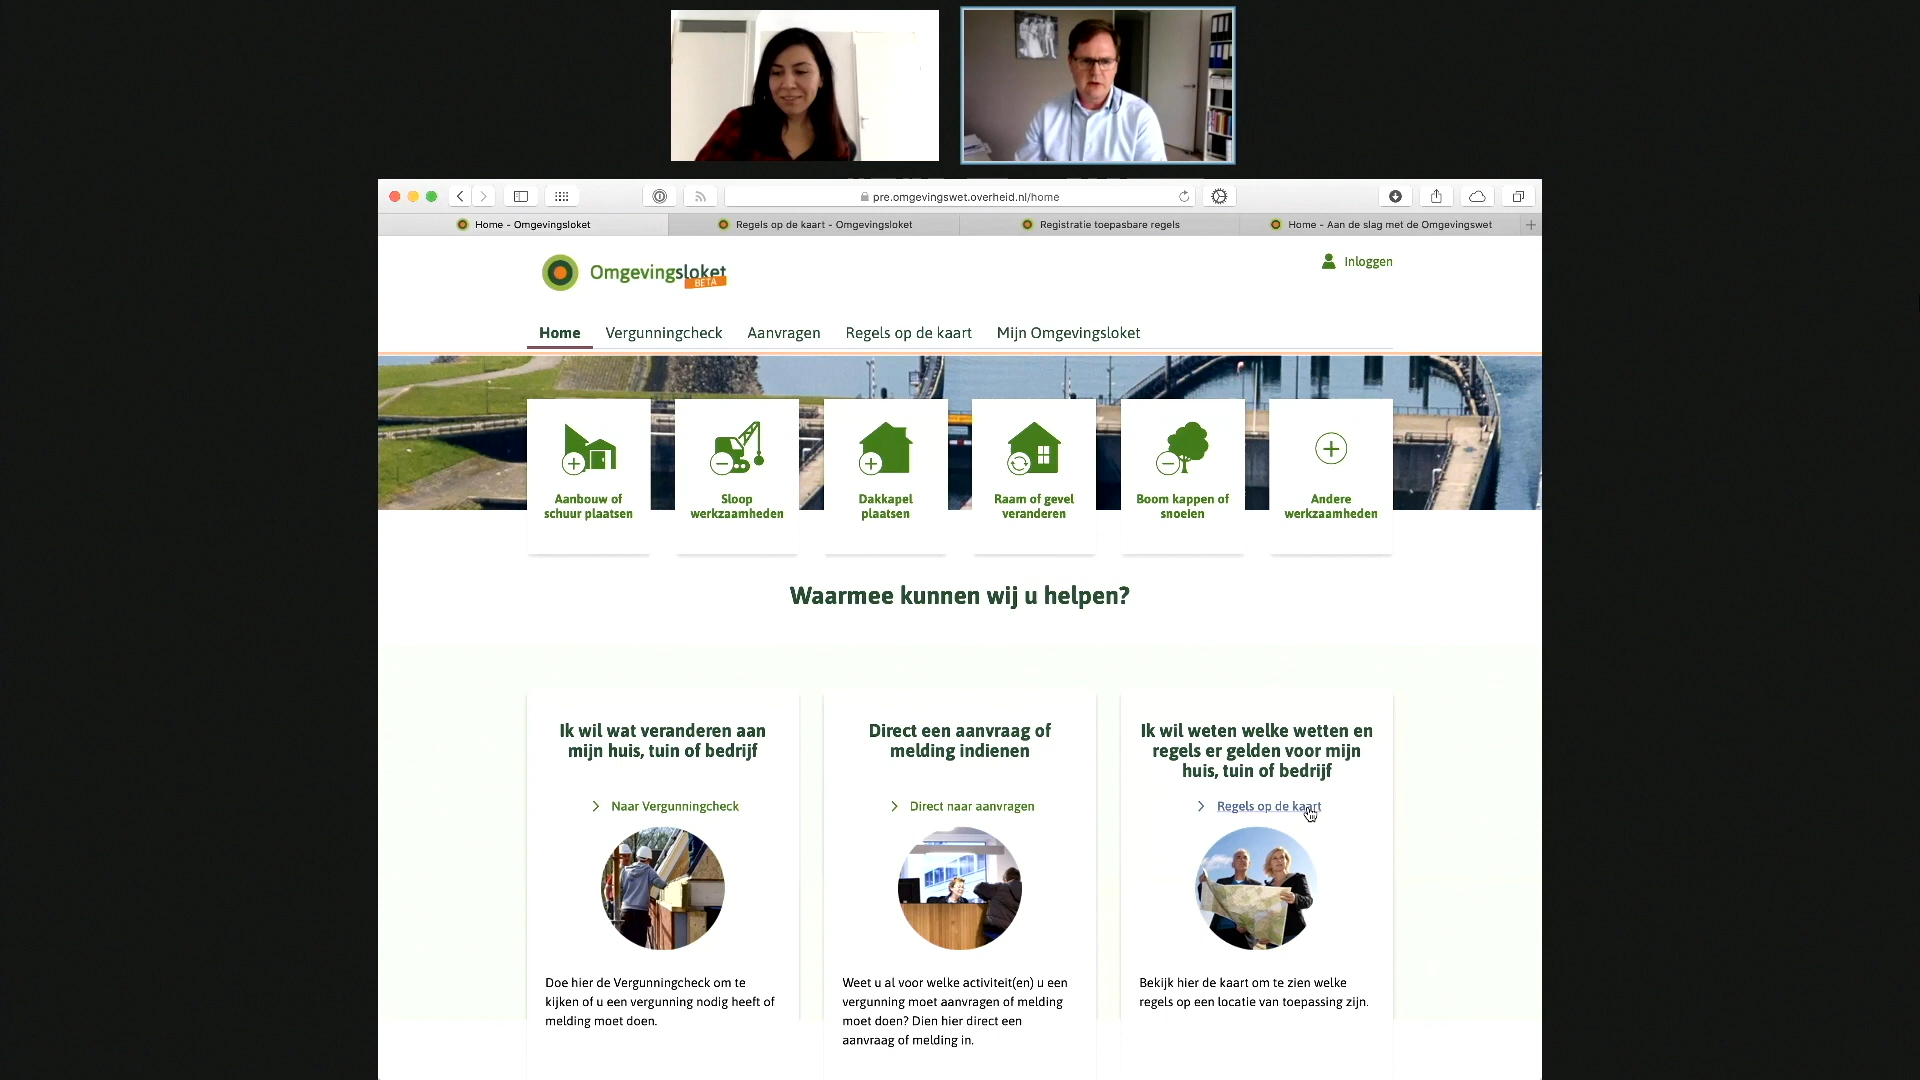 pre.omgevingswet.overheid.nl/home
Home - Omgevingsloket
Regels op de kaart - Omgevingsloket
Registratie toepasbare regels
Home - Aan de slag met de Omgevingswet
Omgevingsloket
BETA
Inloggen
Home
Vergunningcheck
Aanvragen
Regels op de kaart
Mijn Omgevingsloket
Aanbouw of
schuur plaatsen
Sloop
werkzaamheden
Dakkapel
plaatsen
Raam of gevel
veranderen
Boom kappen of
snoeien
Andere
werkzaamheden
Waarmee kunnen wij u helpen?
Ik wil wat veranderen aan
mijn huis, tuin of bedrijf
Naar Vergunningcheck
Doe hier de Vergunningcheck om te
kijken of u een vergunning nodig heeft of
melding moet doen.
Direct een aanvraag of
melding indienen
Direct naar aanvragen
Weet u al voor welke activiteit(en) u een
vergunning moet aanvragen of melding
moet doen? Dien hier direct een
aanvraag of melding in.
Ik wil weten welke wetten en
regels er gelden voor mijn
huis, tuin of bedrijf
Regels op de kaart
Bekijk hier de kaart om te zien welke
regels op een locatie van toepassing zijn.